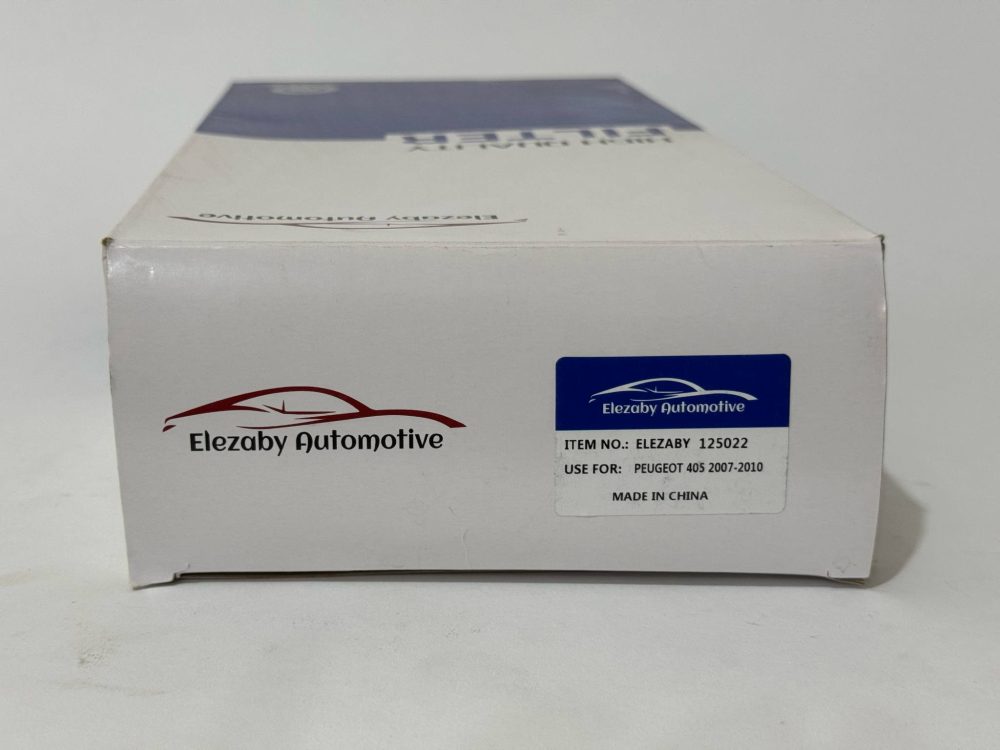 HIGH QUALITY
FILTER
Elezaby Automotive
Elezaby Automotive
Elezaby Automotive
ITEM NO.: ELEZABY 125022
USE FOR: PEUGEOT 405 2007-2010
MADE IN CHINA